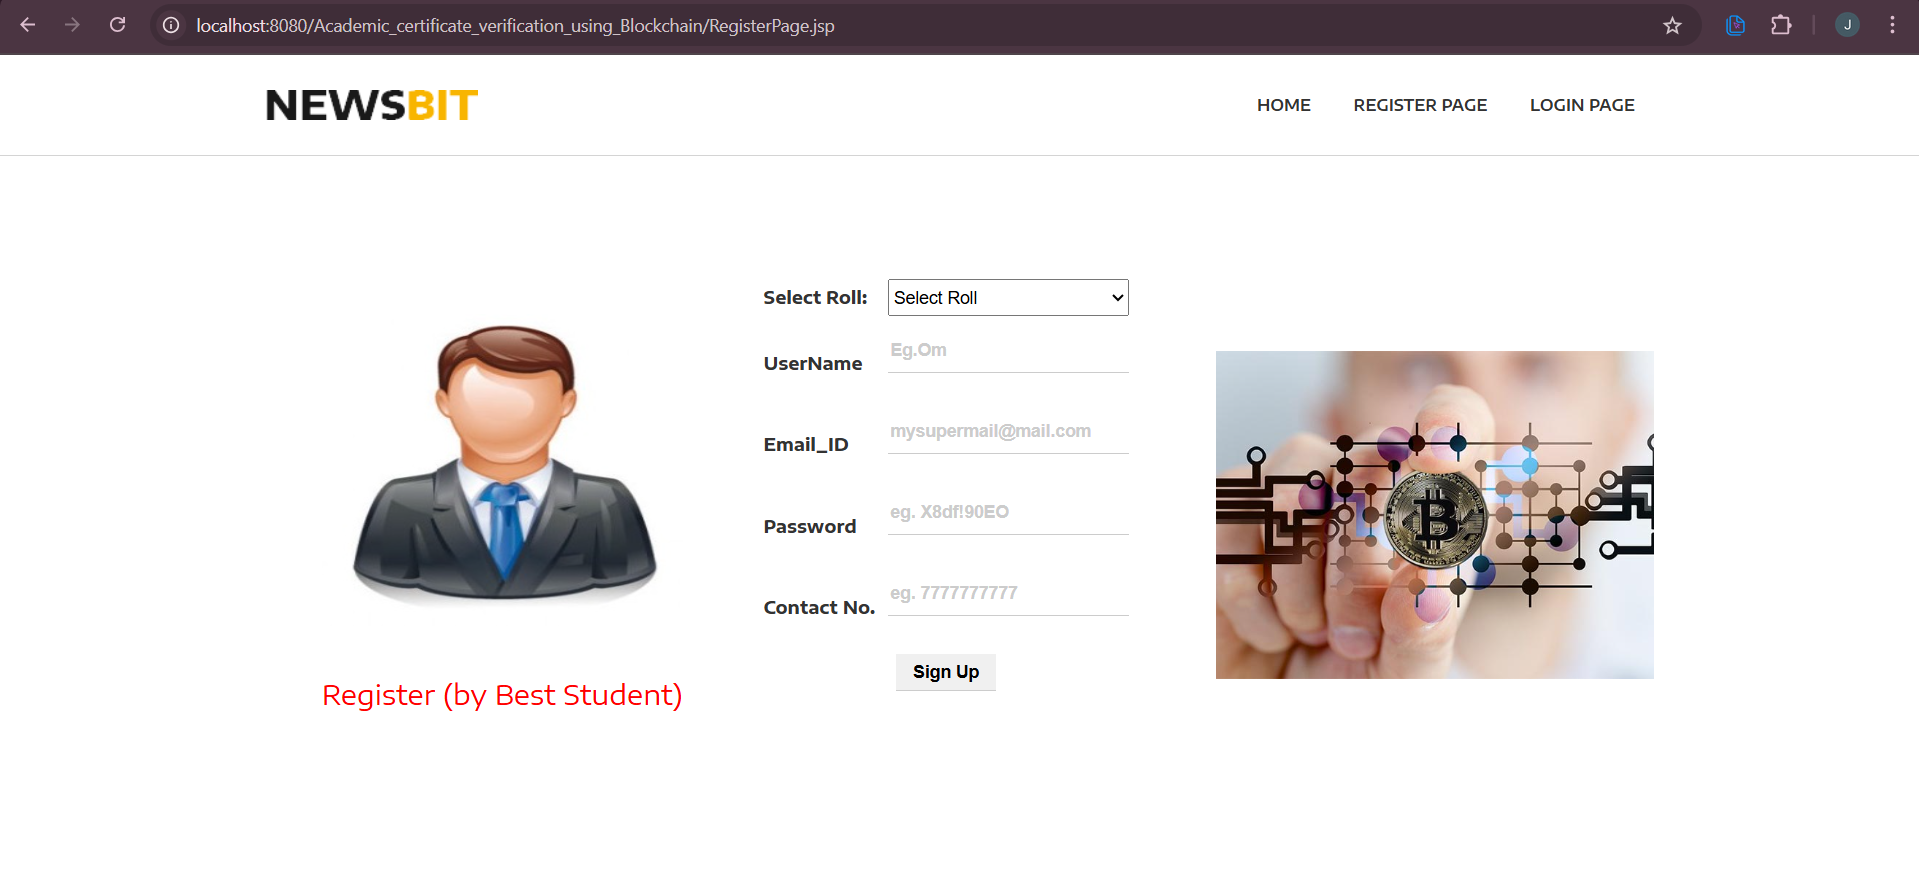 localhost:8080/Academic_certificate_verification_using_Blockchain/RegisterPage.jsp
J
NEWSBIT
HOME
REGISTER PAGE
LOGIN PAGE
Select Roll:
Select Roll
UserName
Eg.Om
Email_ID
mysupermail@mail.com
Password
eg. X8df!90EO
Contact No.
eg. 7777777777
Sign Up
Register (by Best Student)